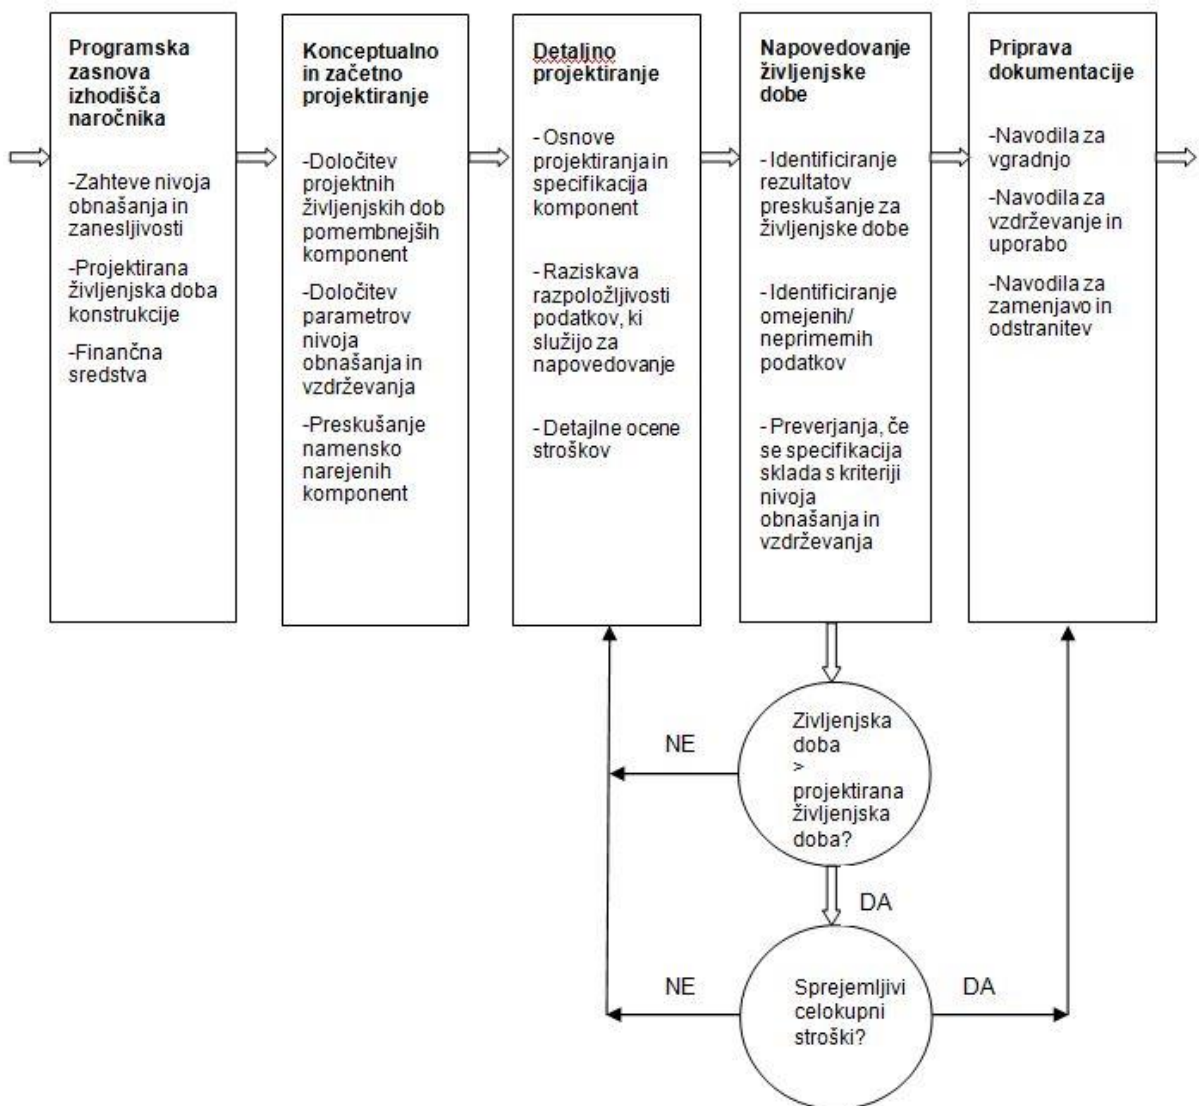 Programska
zasnova
izhodišča
naročnika
-Zahteve nivoja
obnašanja in
zanesljivosti
-Projektirana
življenjska doba
konstrukcije
-Finančna
sredstva
Konceptualno
in začetno
projektiranje
-Določitev
projektnih
življenjskih dob
pomembnejših
komponent
-Določitev
parametrov
nivoja
obnašanja in
vzdrževanja
-Preskušanje
namensko
narejenih
komponent
Detaljno
projektiranje
- Osnove
projektiranja in
specifikacija
komponent
- Raziskava
razpoložljivosti
podatkov, ki
služijo za
napovedovanje
- Detajlne ocene
stroškov
Napovedovanje
življenjske
dobe
- Identificiranje
rezultatov
preskušanje za
življenjske dobe
- Identificiranje
omejenih/
neprimernih
podatkov
- Preverjanja, če
se specifikacija
sklada s kriteriji
nivoja
obnašanja in
vzdrževanja
Priprava
dokumentacije
-Navodila za
vgradnjo
-Navodila za
vzdrževanje in
uporabo
-Navodila za
zamenjavo in
odstranitev
Življenjska
doba
>
projektirana
življenjska
doba?
NE
DA
Sprejemljivi
celokupni
stroški?
NE
DA